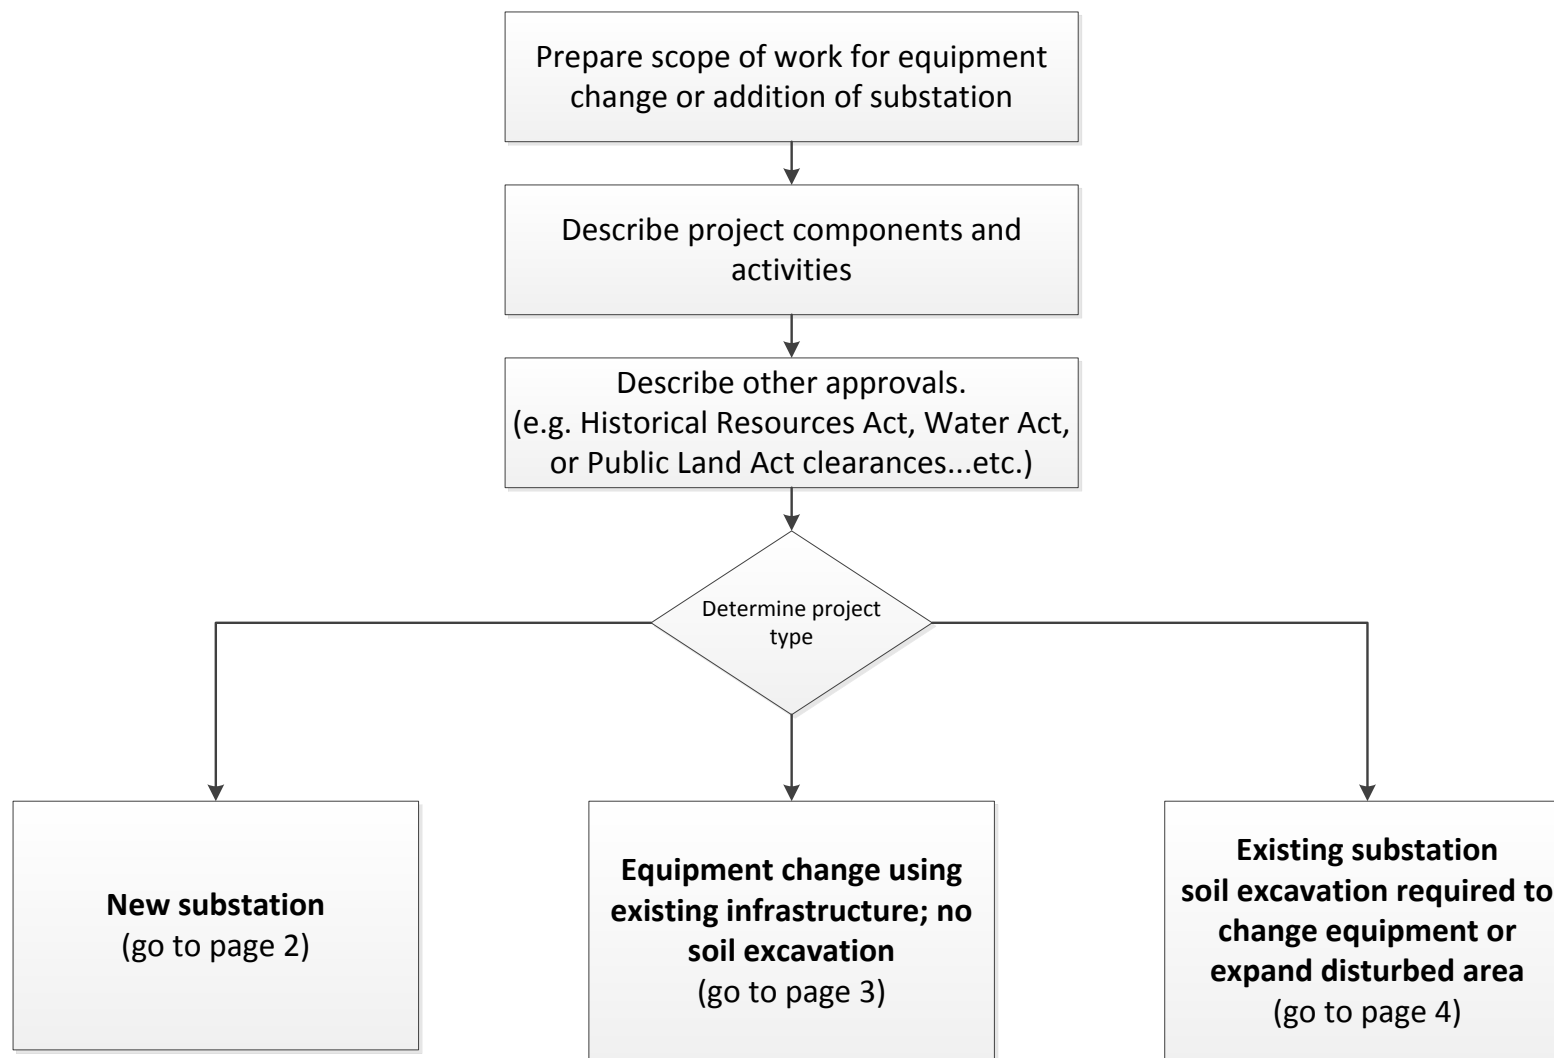 Prepare scope of work for equipment
change or addition of substation
Describe project components and
activities
Describe other approvals.
(e.g. Historical Resources Act, Water Act,
or Public Land Act clearances...etc.)
Determine project
type
New substation
(go to page 2)
Equipment change using
existing infrastructure; no
soil excavation
(go to page 3)
Existing substation
soil excavation required to
change equipment or
expand disturbed area
(go to page 4)